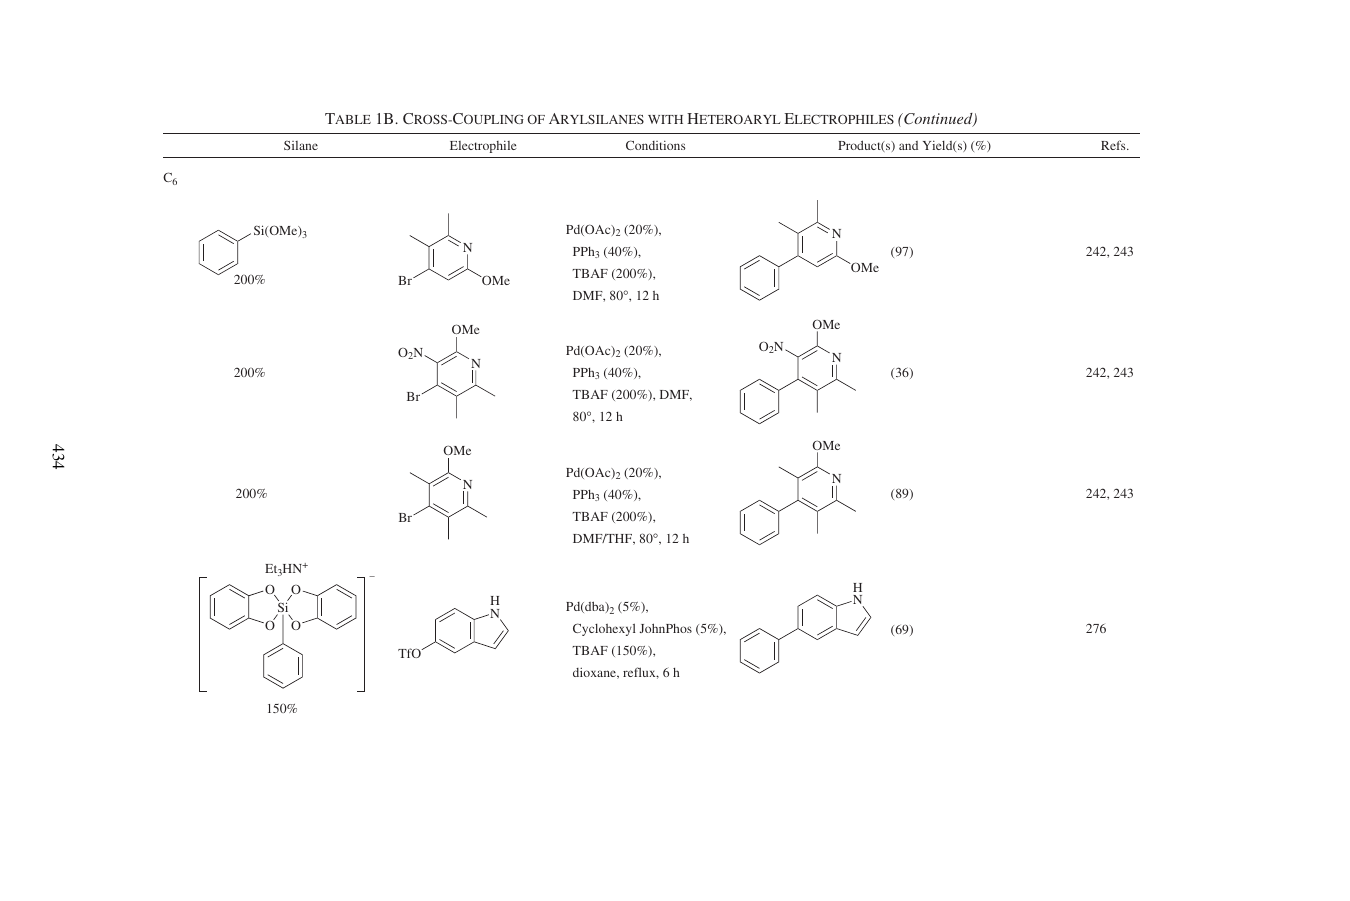 TABLE 1B. CROSS-COUPLING OF ARYLSILANES WITH HETEROARYL ELECTROPHILES (Continued)
Silane Electrophile Conditions Product(s) and Yield(s) (%) Refs.
C6
Si(OMe)3
200%
N
Br
OMe
Pd(OAc)2 (20%),
PPh3 (40%),
TBAF (200%),
DMF, 80°, 12 h
N
OMe
(97)
242, 243
200%
OMe
O2N
N
Br
Pd(OAc)2 (20%),
PPh3 (40%),
TBAF (200%), DMF,
80°, 12 h
OMe
O2N
N
(36)
242, 243
434
200%
OMe
N
Br
Pd(OAc)2 (20%),
PPh3 (40%),
TBAF (200%),
DMF/THF, 80°, 12 h
OMe
N
(89)
242, 243
Et3HN+
–
O O
Si
O O
150%
H
N
TfO
Pd(dba)2 (5%),
Cyclohexyl JohnPhos (5%),
TBAF (150%),
dioxane, reflux, 6 h
H
N
(69)
276